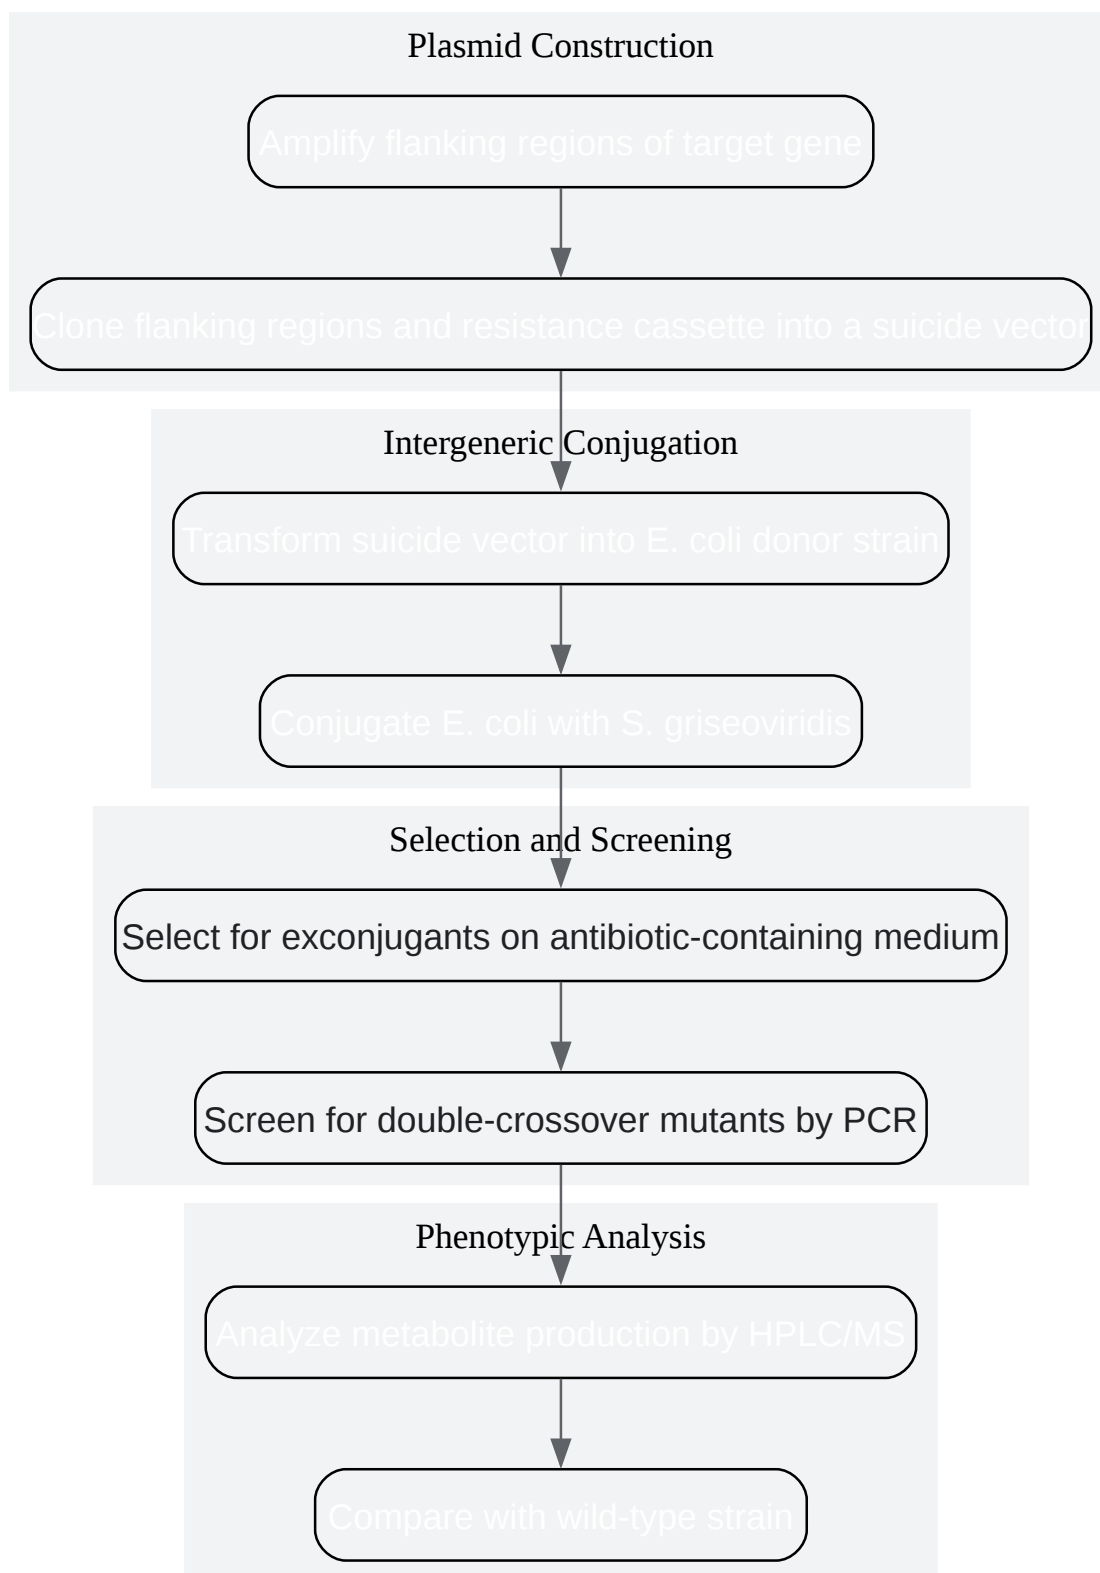 Plasmid Construction
Amplify flanking regions of target gene
Clone flanking regions and resistance cassette into a suicide vector
Intergeneric Conjugation
Transform suicide vector into E. coli donor strain
Conjugate E. coli with S. griseoviridis
Selection and Screening
Select for exconjugants on antibiotic-containing medium
Screen for double-crossover mutants by PCR
Phenotypic Analysis
Analyze metabolite production by HPLC/MS
Compare with wild-type strain